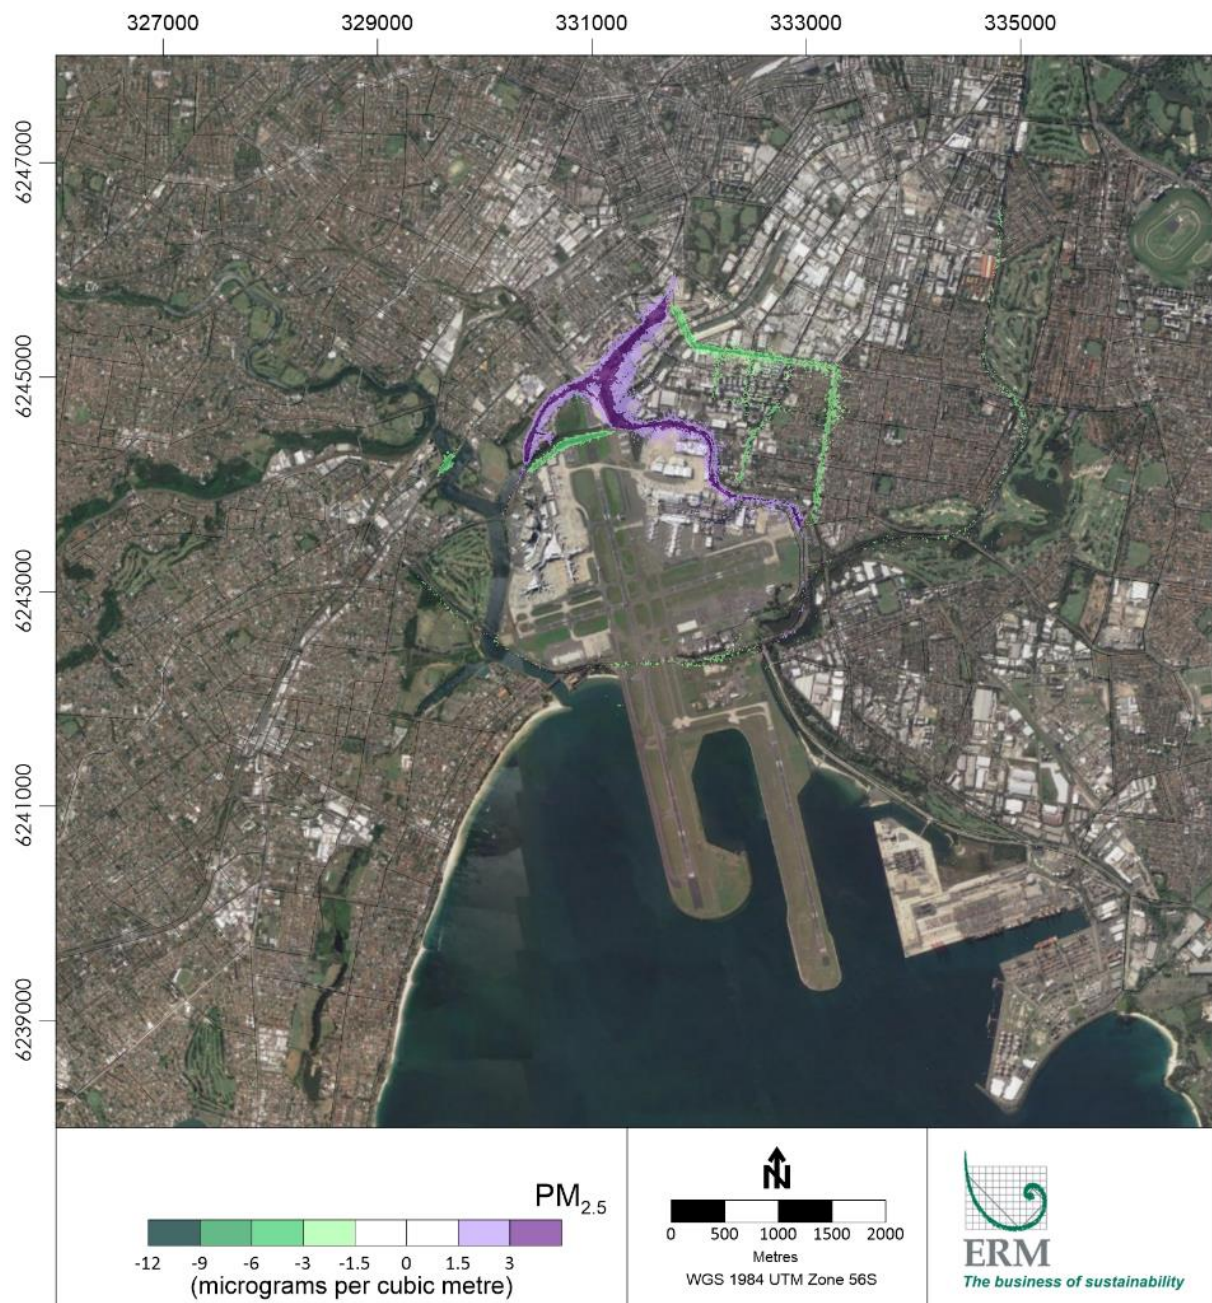 327000 329000 331000 333000 335000
6247000
6245000
6243000
6241000
6239000
PM2.5
-12 -9 -6 -3 -1.5 0 1.5 3
(micrograms per cubic metre)
N
0 500 1000 1500 2000
Metres
WGS 1984 UTM Zone 56S
ERM
The business of sustainability